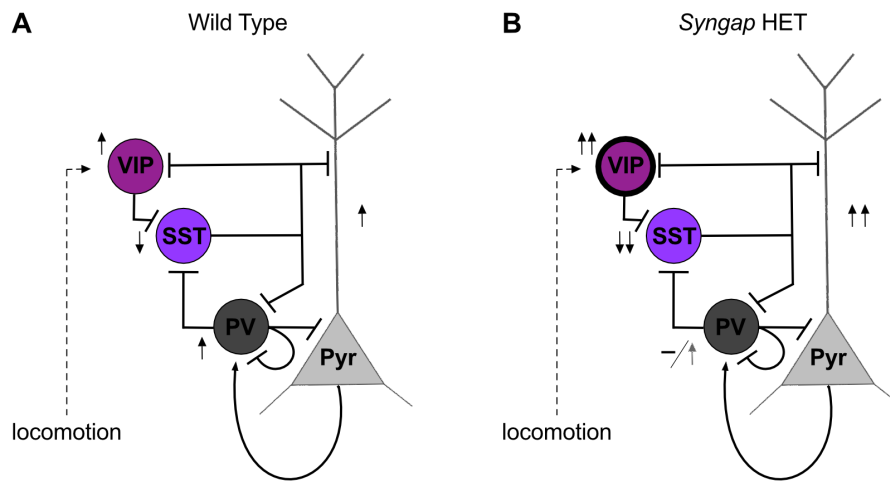 A
Wild Type
VIP
SST
PV
Pyr
locomotion
B
Syngap HET
VIP
SST
PV
Pyr
locomotion